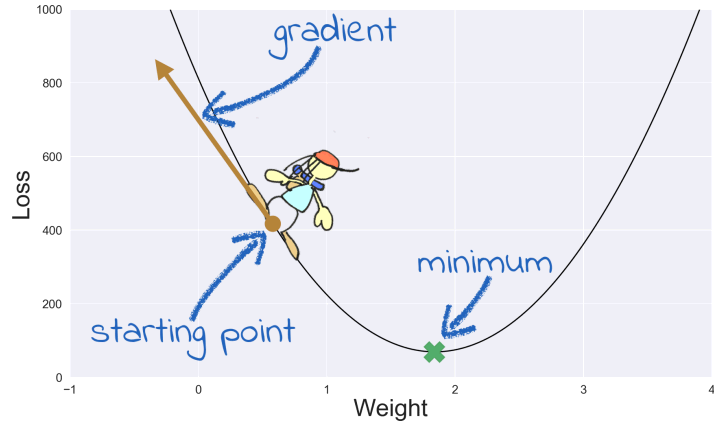 1000
gradient
800
600
Loss
400
minimum
200
starting point
0
−1 0 1 2 3 4
Weight